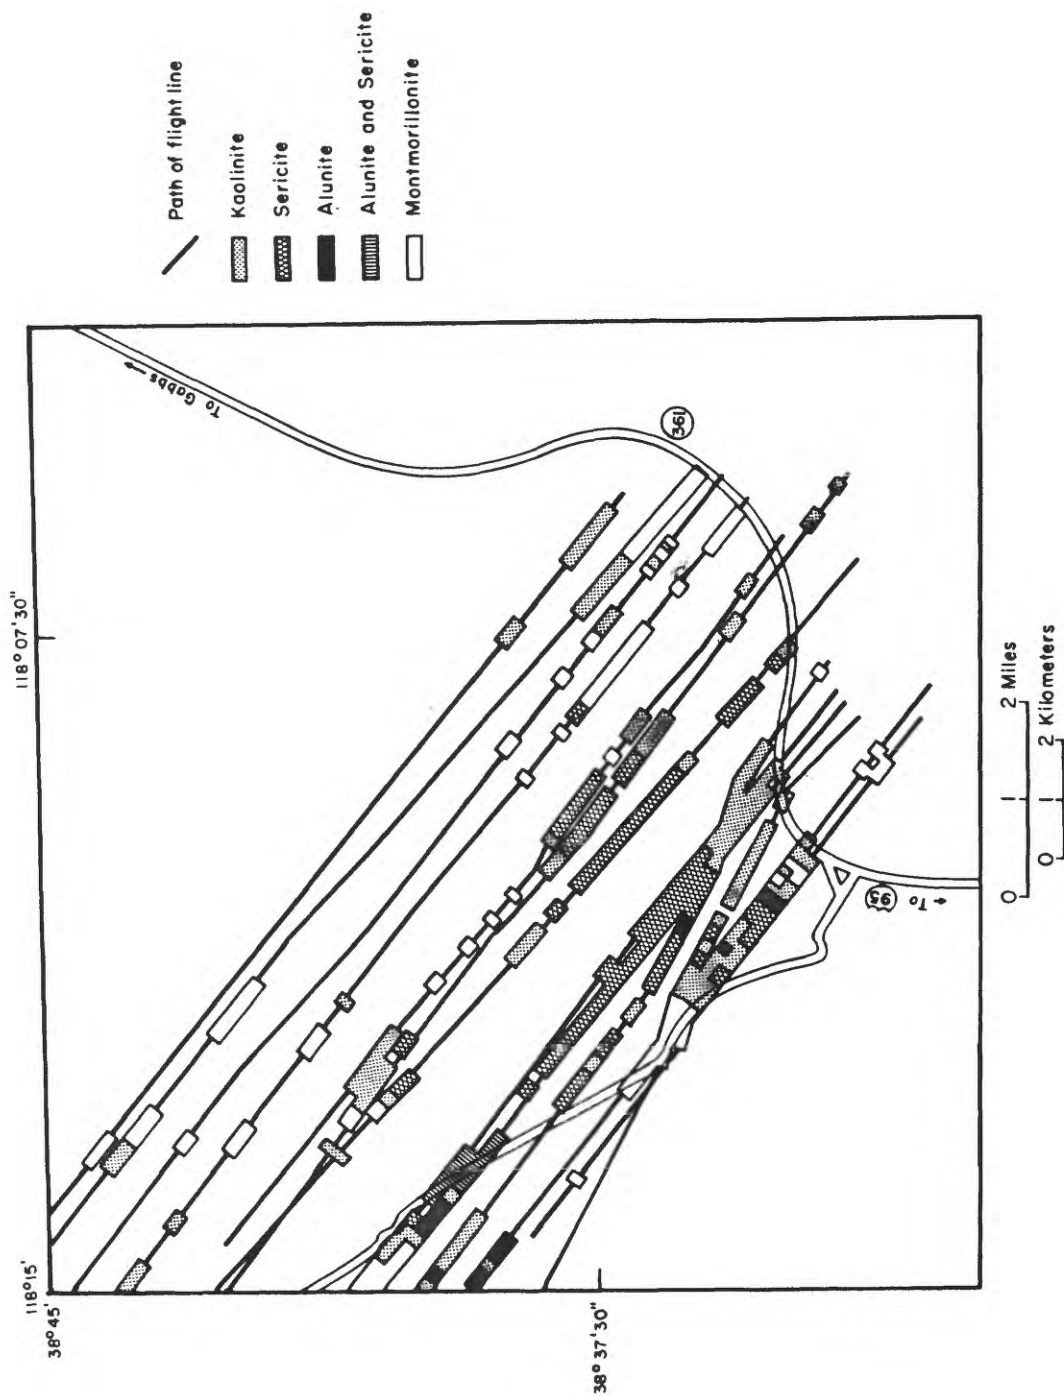 118° 15'
38° 45'
118° 07' 30"
38° 37' 30"
To Gabbs →
361
← To
95
0 1 2 Miles
0 1 2 Kilometers
Path of flight line
Kaolinite
Sericite
Alunite
Alunite and Sericite
Montmorillonite